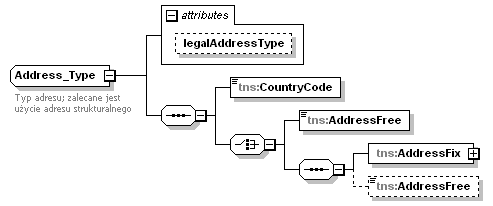 attributes
legalAddressType
Address_Type
Typ adresu; zalecane jest
użycie adresu strukturalnego
tns:CountryCode
tns:AddressFree
tns:AddressFix
tns:AddressFree